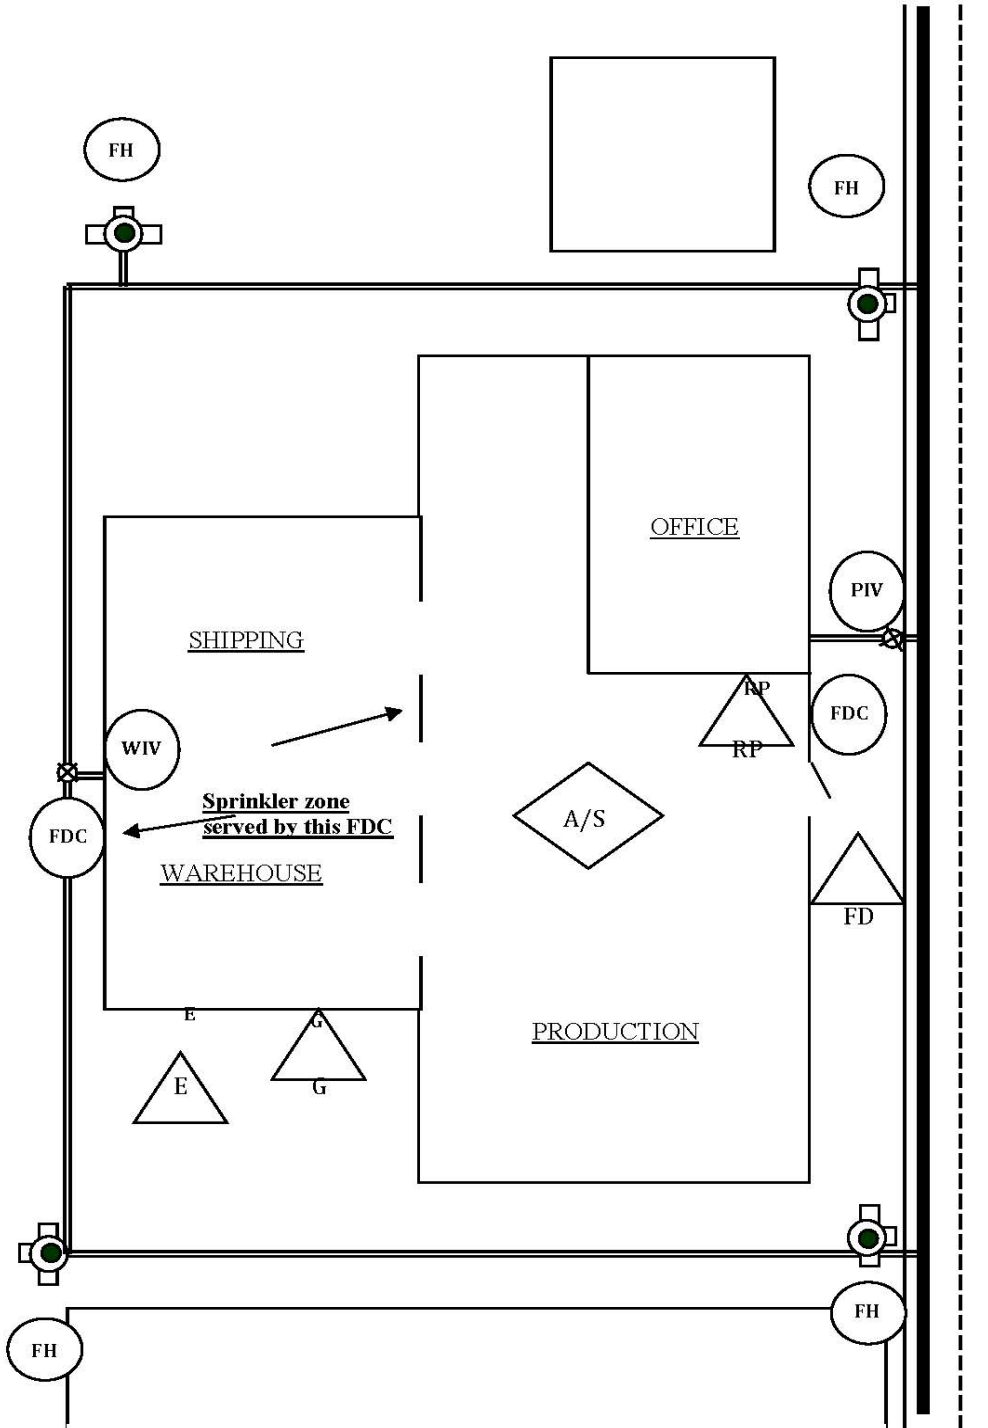 FH
FH
OFFICE
PIV
SHIPPING
RP
FDC
WIV
RP
Sprinkler zone
served by this FDC
A/S
FDC
WAREHOUSE
FD
E
G
PRODUCTION
E
G
FH
FH